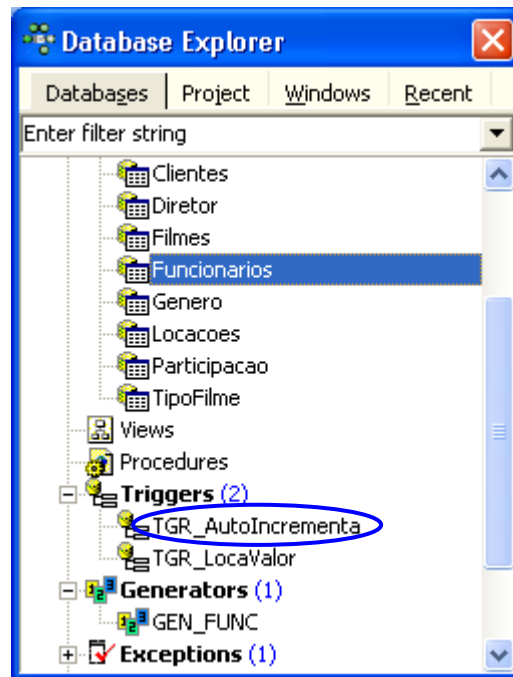 Database Explorer
Databases Project Windows Recent
Enter filter string
Clientes
Diretor
Filmes
Funcionarios
Genero
Locacoes
Participacao
TipoFilme
Views
Procedures
Triggers (2)
TGR_AutoIncrementa
TGR_LocaValor
Generators (1)
GEN_FUNC
Exceptions (1)